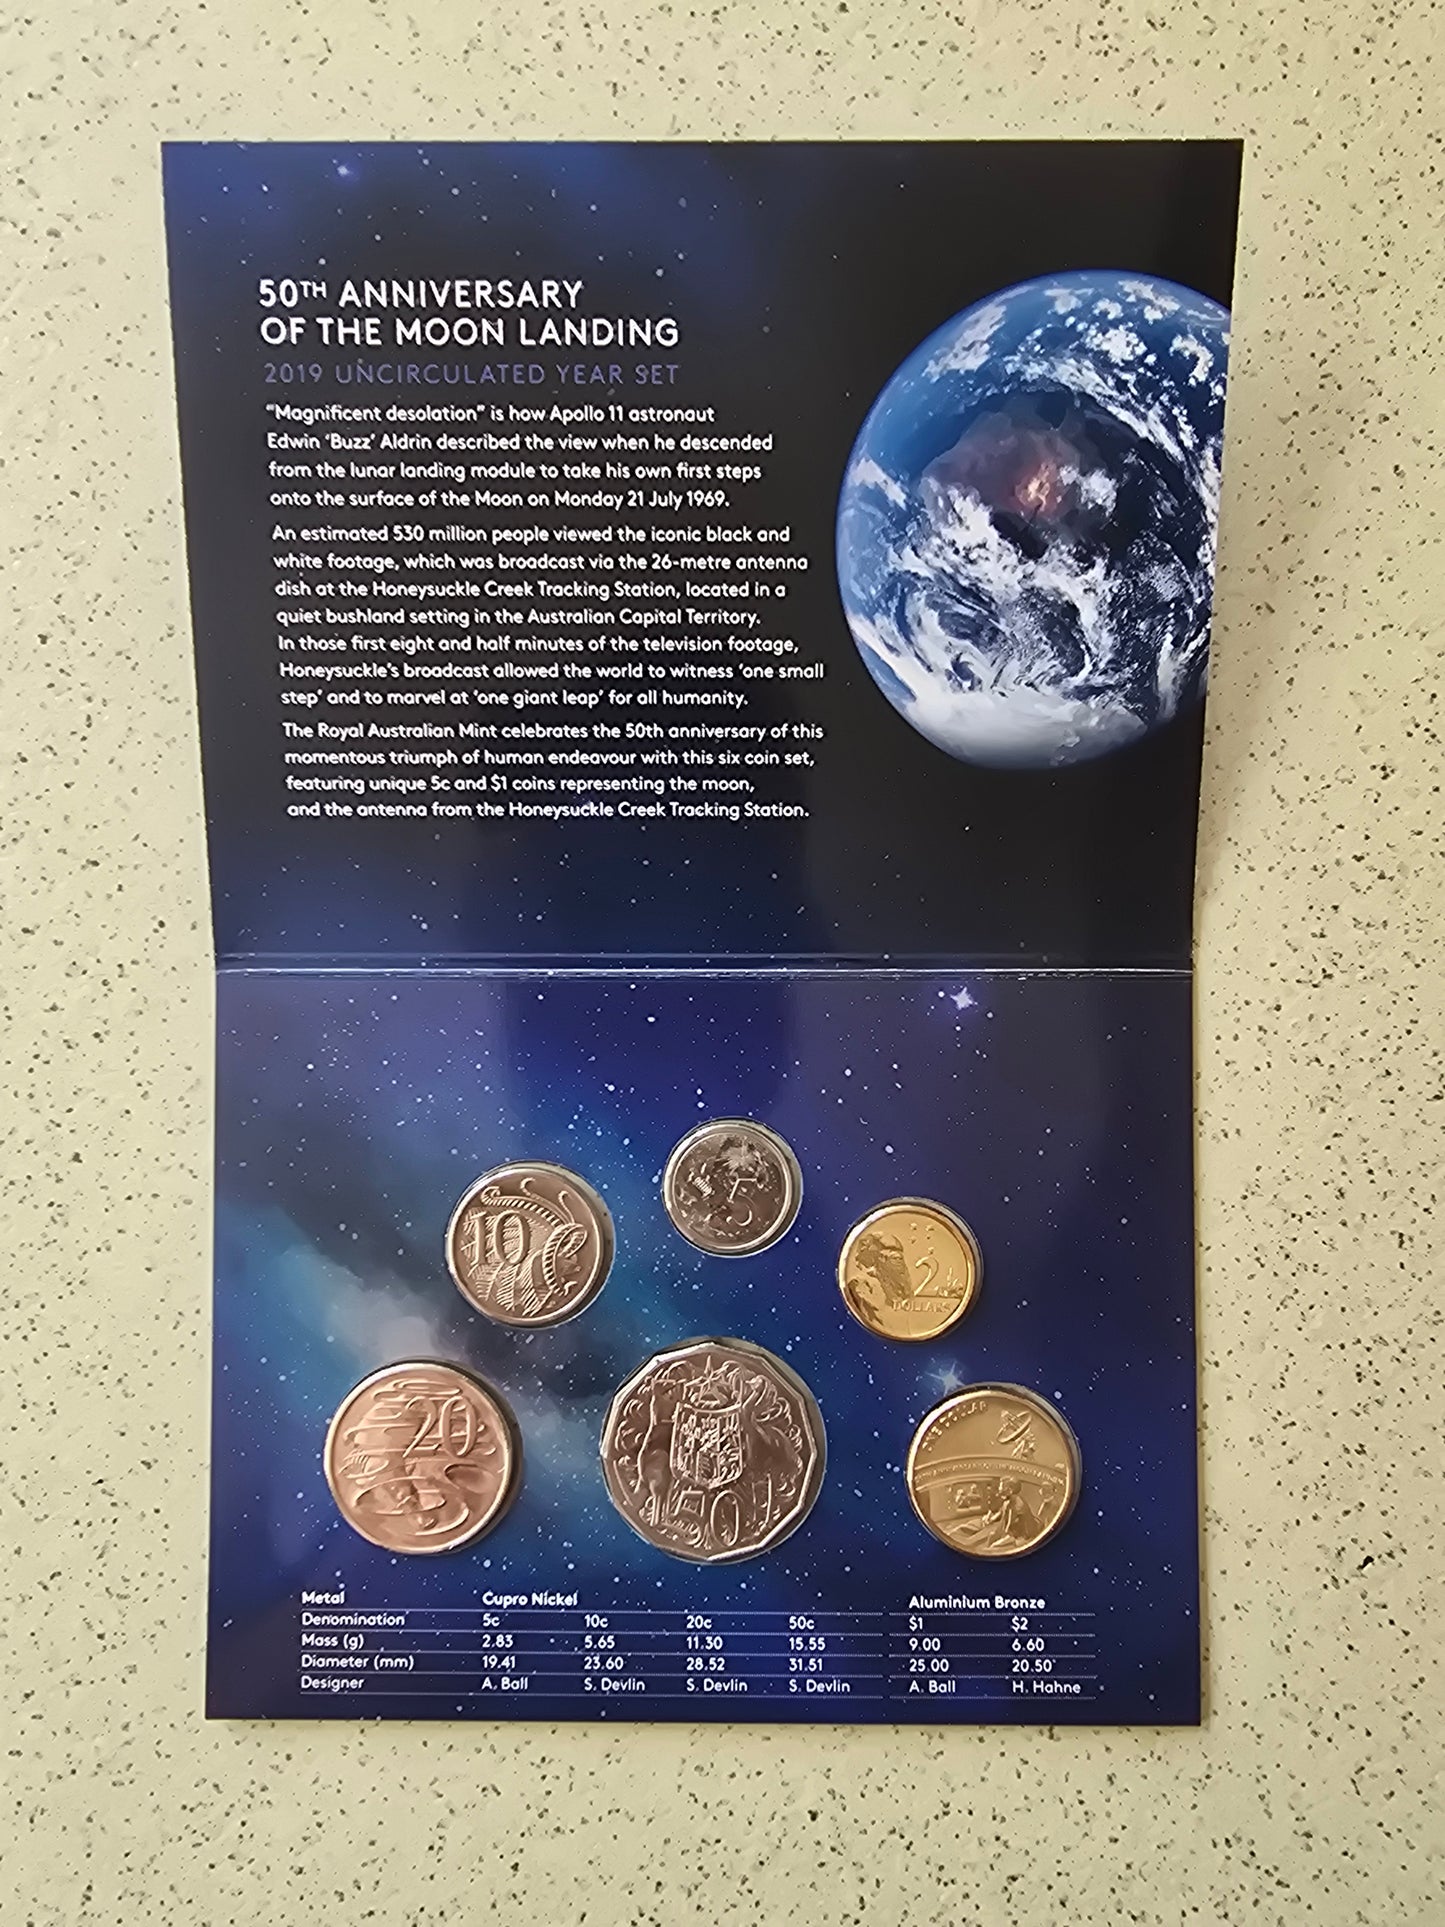 50TH ANNIVERSARY
OF THE MOON LANDING
2019 UNCIRCULATED YEAR SET
"Magnificent desolation" is how Apollo 11 astronaut
Edwin 'Buzz' Aldrin described the view when he descended
from the lunar landing module to take his own first steps
onto the surface of the Moon on Monday 21 July 1969.
An estimated 530 million people viewed the iconic black and
white footage, which was broadcast via the 26-metre antenna
dish at the Honeysuckle Creek Tracking Station, located in a
quiet bushland setting in the Australian Capital Territory.
In those first eight and half minutes of the television footage,
Honeysuckle's broadcast allowed the world to witness 'one small
step' and to marvel at 'one giant leap' for all humanity.
The Royal Australian Mint celebrates the 50th anniversary of this
momentous triumph of human endeavour with this six coin set,
featuring unique 5c and $1 coins representing the moon,
and the antenna from the Honeysuckle Creek Tracking Station.
5
10
2
DOLLARS
20
50
ONE DOLLAR
Metal Cupro Nickel Aluminium Bronze
Denomination 5c 10c 20c 50c $1 $2
Mass (g) 2.83 5.65 11.30 15.55 9.00 6.60
Diameter (mm) 19.41 23.60 28.52 31.51 25.00 20.50
Designer A. Ball S. Devlin S. Devlin S. Devlin A. Ball H. Hahne